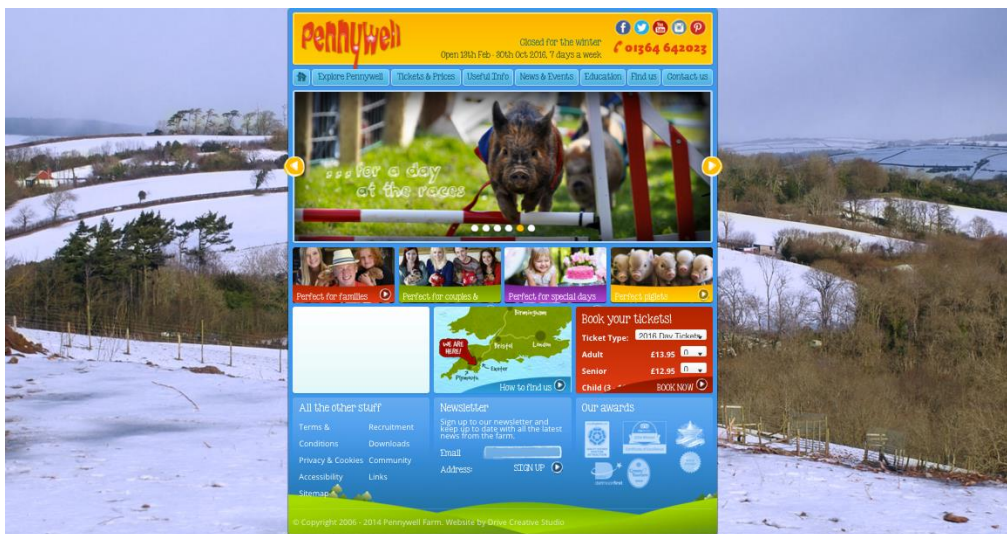 Pennywell
Closed for the winter
Open 13th Feb - 30th Oct 2016, 7 days a week
01364 642023
Explore Pennywell
Tickets & Prices
Useful Info
News & Events
Education
Find us
Contact us
...for a day
at the races
Perfect for families
Perfect for couples &
Perfect for special days
Perfect piglets
Birmingham
WE ARE
HERE!
Bristol
London
Exeter
Plymouth
How to find us
Book your tickets!
Ticket Type:
2016 Day Tickets
Adult £13.95 0
Senior £12.95 0
Child (3 -
BOOK NOW
All the other stuff
Terms &
Conditions
Privacy & Cookies
Accessibility
Sitemap
Recruitment
Downloads
Community
Links
Newsletter
Sign up to our newsletter and
keep up to date with all the latest
news from the farm.
Email
Address:
SIGN UP
Our awards
© Copyright 2006 - 2014 Pennywell Farm. Website by Drive Creative Studio